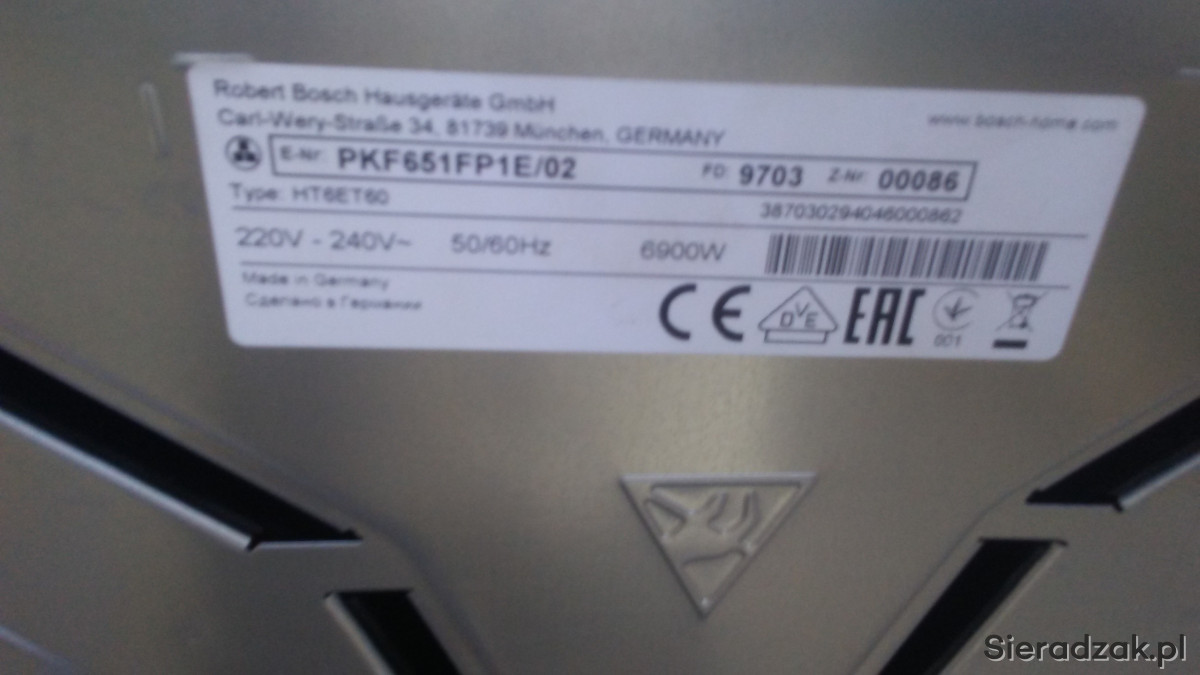 Robert Bosch Hausgeräte GmbH
Carl-Wery-Straße 34, 81739 München, GERMANY
www.bosch-home.com
E-Nr. PKF651FP1E/02 FD 9703 Z-Nr. 00086
Type: HT6ET60
387030294046000862
220V - 240V~ 50/60Hz 6900W
Made in Germany
Сделано в Германии
CE DVE EAC 001
Sieradzak.pl